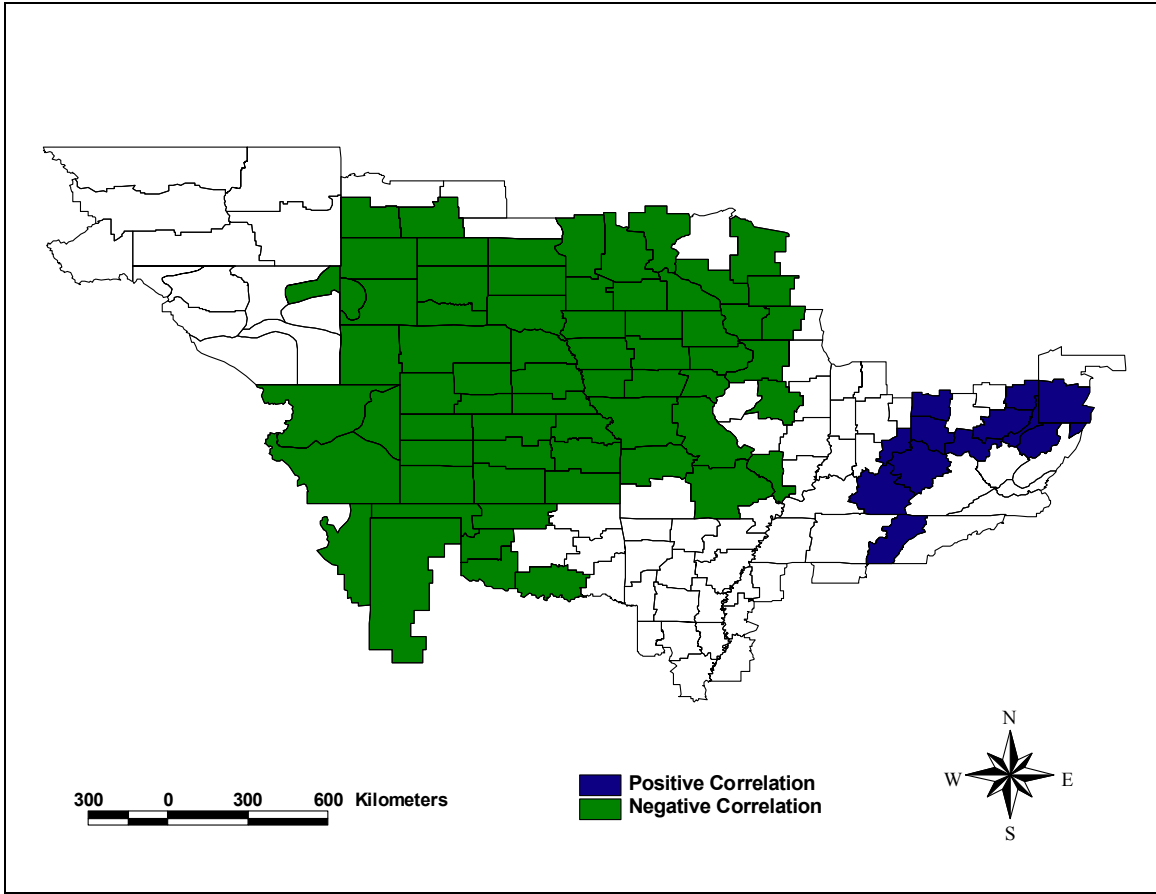 N
W E
S
Positive Correlation
Negative Correlation
300 0 300 600 Kilometers